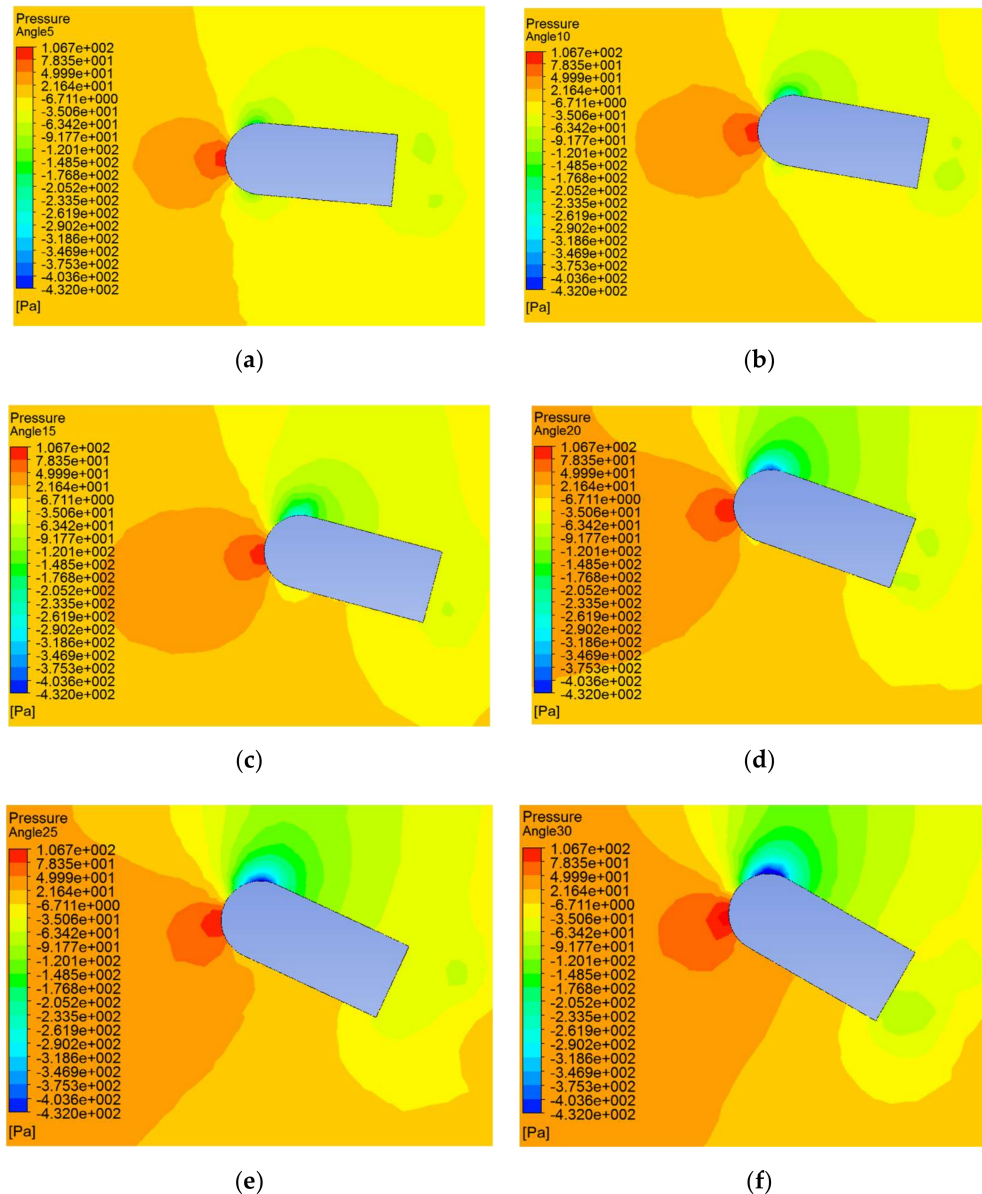 Pressure
Angle5
1.067e+002
7.835e+001
4.999e+001
2.164e+001
-6.711e+000
-3.506e+001
-6.342e+001
-9.177e+001
-1.201e+002
-1.485e+002
-1.768e+002
-2.052e+002
-2.335e+002
-2.619e+002
-2.902e+002
-3.186e+002
-3.469e+002
-3.753e+002
-4.036e+002
-4.320e+002
[Pa]
(a)
Pressure
Angle10
1.067e+002
7.835e+001
4.999e+001
2.164e+001
-6.711e+000
-3.506e+001
-6.342e+001
-9.177e+001
-1.201e+002
-1.485e+002
-1.768e+002
-2.052e+002
-2.335e+002
-2.619e+002
-2.902e+002
-3.186e+002
-3.469e+002
-3.753e+002
-4.036e+002
-4.320e+002
[Pa]
(b)
Pressure
Angle15
1.067e+002
7.835e+001
4.999e+001
2.164e+001
-6.711e+000
-3.506e+001
-6.342e+001
-9.177e+001
-1.201e+002
-1.485e+002
-1.768e+002
-2.052e+002
-2.335e+002
-2.619e+002
-2.902e+002
-3.186e+002
-3.469e+002
-3.753e+002
-4.036e+002
-4.320e+002
[Pa]
(c)
Pressure
Angle20
1.067e+002
7.835e+001
4.999e+001
2.164e+001
-6.711e+000
-3.506e+001
-6.342e+001
-9.177e+001
-1.201e+002
-1.485e+002
-1.768e+002
-2.052e+002
-2.335e+002
-2.619e+002
-2.902e+002
-3.186e+002
-3.469e+002
-3.753e+002
-4.036e+002
-4.320e+002
[Pa]
(d)
Pressure
Angle25
1.067e+002
7.835e+001
4.999e+001
2.164e+001
-6.711e+000
-3.506e+001
-6.342e+001
-9.177e+001
-1.201e+002
-1.485e+002
-1.768e+002
-2.052e+002
-2.335e+002
-2.619e+002
-2.902e+002
-3.186e+002
-3.469e+002
-3.753e+002
-4.036e+002
-4.320e+002
[Pa]
(e)
Pressure
Angle30
1.067e+002
7.835e+001
4.999e+001
2.164e+001
-6.711e+000
-3.506e+001
-6.342e+001
-9.177e+001
-1.201e+002
-1.485e+002
-1.768e+002
-2.052e+002
-2.335e+002
-2.619e+002
-2.902e+002
-3.186e+002
-3.469e+002
-3.753e+002
-4.036e+002
-4.320e+002
[Pa]
(f)